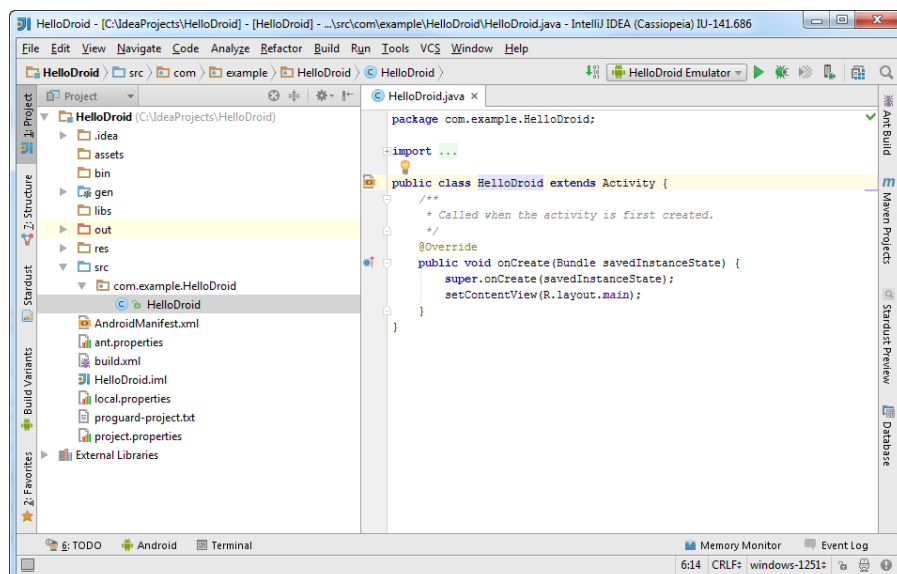 HelloDroid - [C:\IdeaProjects\HelloDroid] - [HelloDroid] - ...\src\com\example\HelloDroid\HelloDroid.java - IntelliJ IDEA (Cassiopeia) IU-141.686
File Edit View Navigate Code Analyze Refactor Build Run Tools VCS Window Help
HelloDroid src com example HelloDroid HelloDroid
HelloDroid Emulator
1: Project
7: Structure
Stardust
Build Variants
2: Favorites
Project
HelloDroid (C:\IdeaProjects\HelloDroid)
.idea
assets
bin
gen
libs
out
res
src
com.example.HelloDroid
HelloDroid
AndroidManifest.xml
ant.properties
build.xml
HelloDroid.iml
local.properties
proguard-project.txt
project.properties
External Libraries
HelloDroid.java
package com.example.HelloDroid;
import ...
public class HelloDroid extends Activity {
/**
* Called when the activity is first created.
*/
@Override
public void onCreate(Bundle savedInstanceState) {
super.onCreate(savedInstanceState);
setContentView(R.layout.main);
}
}
Ant Build
Maven Projects
Stardust Preview
Database
6: TODO Android Terminal Memory Monitor Event Log
6:14 CRLF÷ windows-1251÷